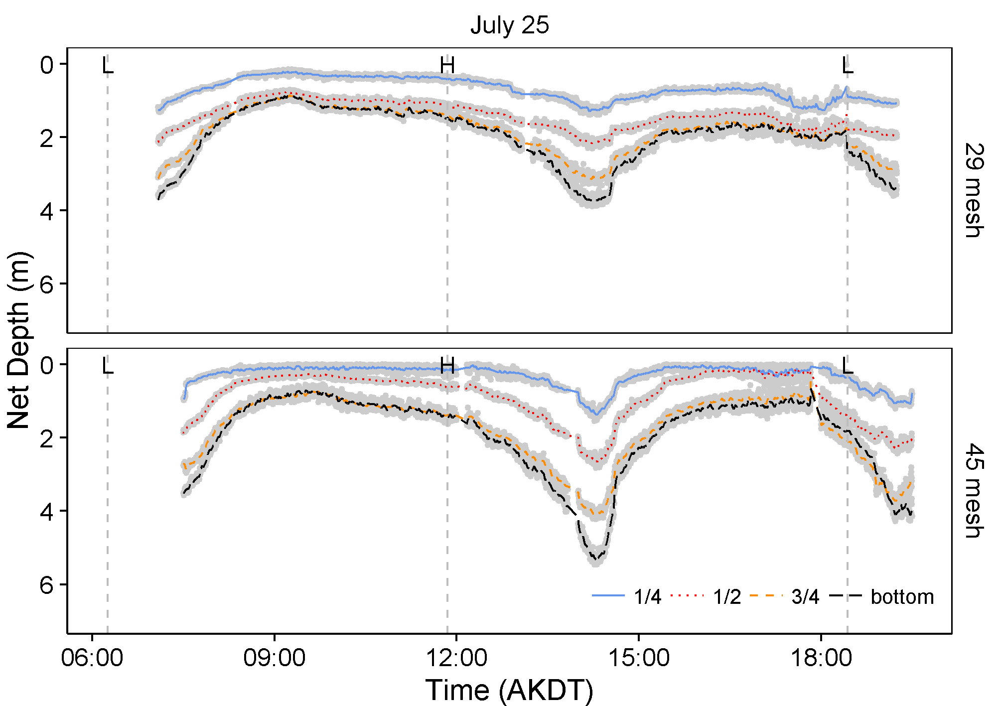 July 25
Net Depth (m)
0
2
4
6
L
H
L
29 mesh
0
2
4
6
L
H
L
45 mesh
1/4 1/2 3/4 bottom
06:00 09:00 12:00 15:00 18:00
Time (AKDT)